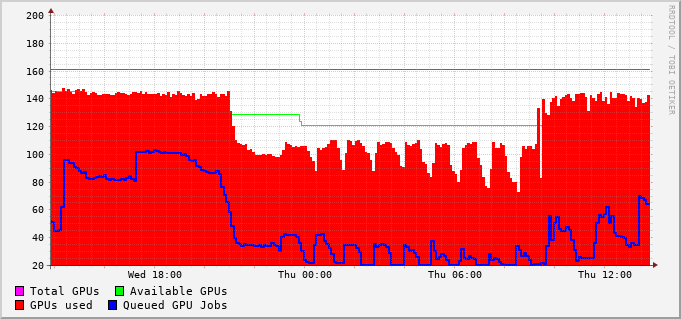 200
180
160
140
120
100
80
60
40
20
Wed 18:00 Thu 00:00 Thu 06:00 Thu 12:00
Total GPUs Available GPUs
GPUs used Queued GPU Jobs
RRDTOOL / TOBI OETIKER